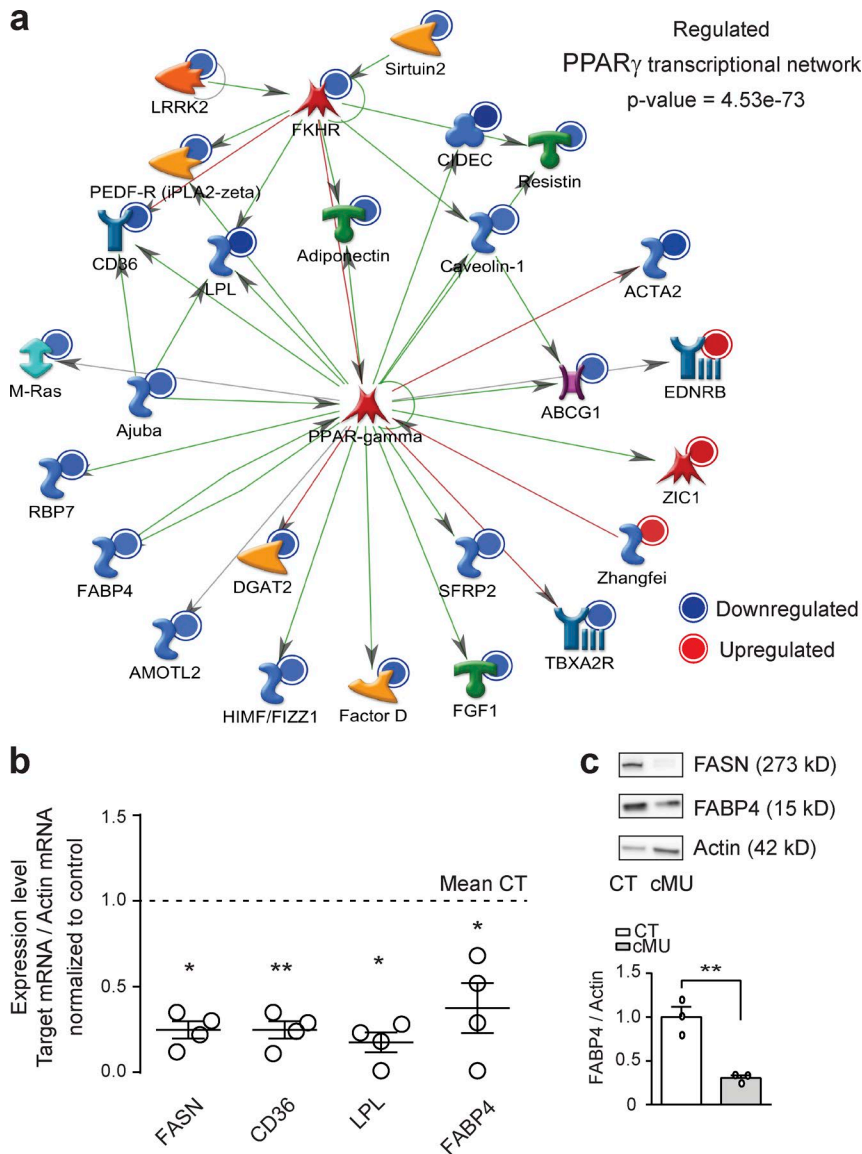 a
Regulated
PPARγ transcriptional network
p-value = 4.53e-73
Sirtuin2
LRRK2
FKHR
CIDEC
Resistin
PEDF-R (iPLA2-zeta)
CD36
LPL
Adiponectin
Caveolin-1
ACTA2
M-Ras
Ajuba
PPAR-gamma
ABCG1
EDNRB
RBP7
ZIC1
FABP4
DGAT2
SFRP2
Zhangfei
AMOTL2
TBXA2R
HIMF/FIZZ1
Factor D
FGF1
Downregulated
Upregulated
b
Expression level
Target mRNA / Actin mRNA
normalized to control
1.5
1.0
0.5
0.0
Mean CT
*
**
*
*
FASN
CD36
LPL
FABP4
c
FASN (273 kD)
FABP4 (15 kD)
Actin (42 kD)
CT cMU
CT
cMU
FABP4 / Actin
1.5
1.0
0.5
0
**